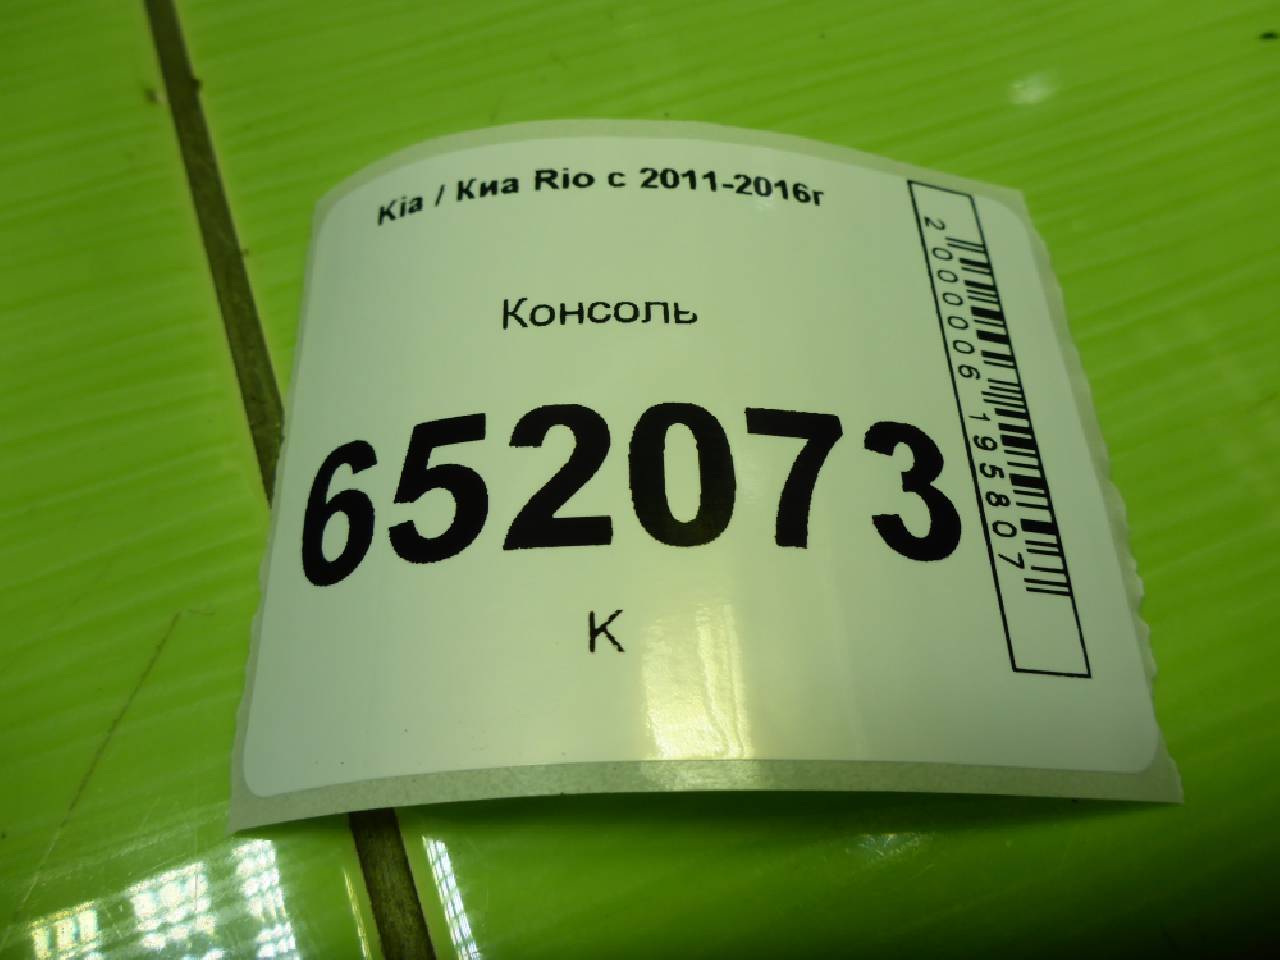 Kia / Киа Rio с 2011-2016г
Консоль
652073
К
2000006195807